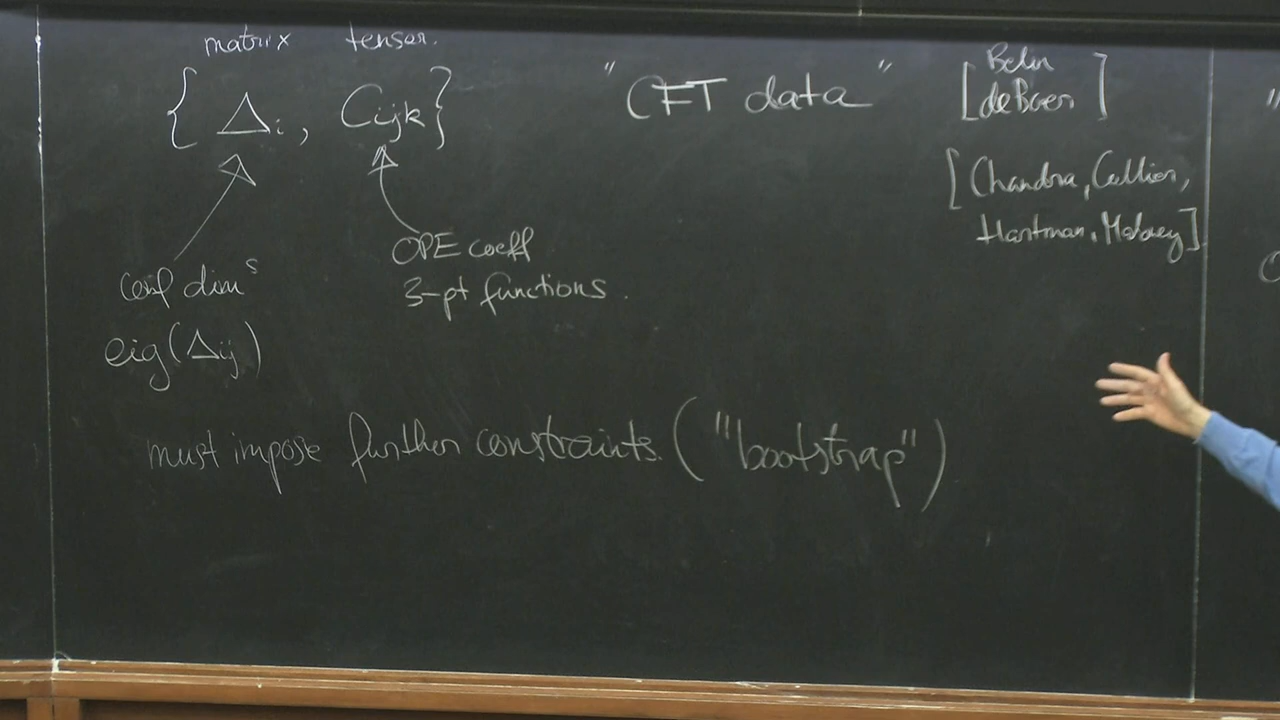 matrix tensor.
{ Δi, Cijk } "CFT data" [ Belin
de Boer ]
[ Chandra, Collier,
Hartman, Maloney ]
OPE coeff
3-pt functions.
conf dims
eig(Δij)
must impose further constraints. ("bootstrap")